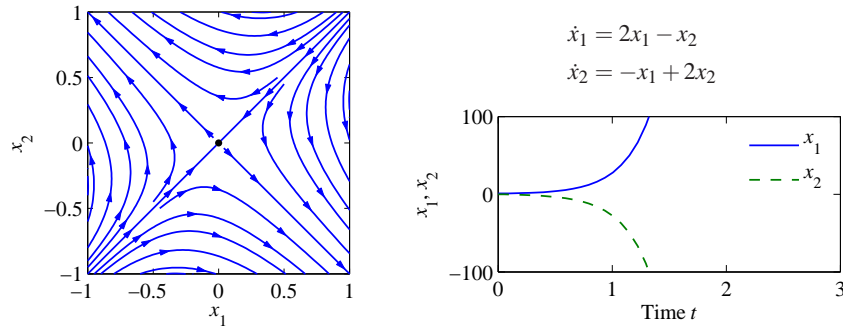 1
0.5
0
−0.5
−1
x2
−1 −0.5 0 0.5 1
x1
ẋ1 = 2x1 − x2
ẋ2 = −x1 + 2x2
100
0
−100
x1, x2
x1
x2
0 1 2 3
Time t